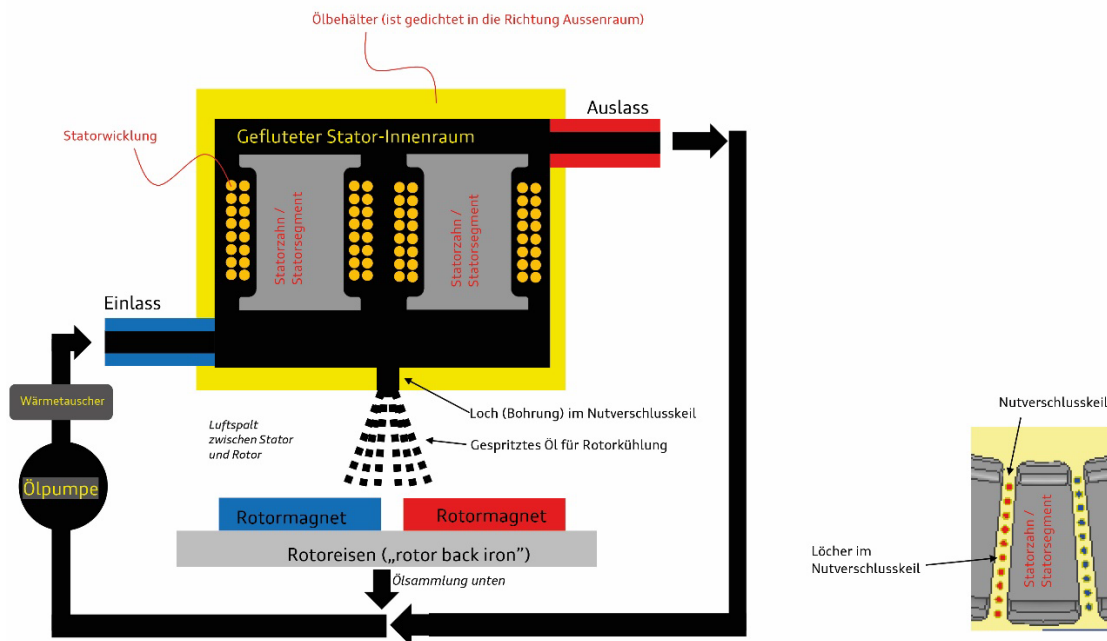 Ölbehälter (ist gedichtet in die Richtung Aussenraum)
Auslass
Statorwicklung
Gefluteter Stator-Innenraum
Statorzahn /
Statorsegment
Statorzahn /
Statorsegment
Einlass
Wärmetauscher
Luftspalt
zwischen Stator
und Rotor
Loch (Bohrung) im Nutverschlusskeil
Gespritztes Öl für Rotorkühlung
Ölpumpe
Rotormagnet
Rotormagnet
Rotoreisen („rotor back iron”)
Ölsammlung unten
Nutverschlusskeil
Statorzahn /
Statorsegment
Löcher im
Nutverschlusskeil